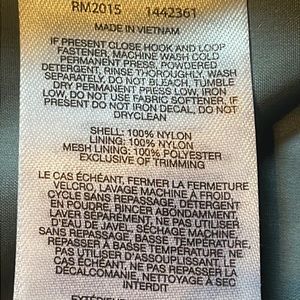 RM2015 1442361
MADE IN VIETNAM
IF PRESENT CLOSE HOOK AND LOOP
FASTENER, MACHINE WASH COLD
PERMANENT PRESS, POWDERED
DETERGENT, RINSE THOROUGHLY, WASH
SEPARATELY, DO NO BLEACH, TUMBLE
DRY PERMANENT PRESS LOW, IRON
LOW, DO NOT USE FABRIC SOFTENER, IF
PRESENT DO NOT IRON DECAL, DO NOT
DRYCLEAN
SHELL: 100% NYLON
LINING: 100% NYLON
MESH LINING: 100% POLYESTER
EXCLUSIVE OF TRIMMING
LE CAS ÉCHÉANT, FERMER LA FERMETURE
VELCRO, LAVAGE MACHINE À FROID,
CYCLE SANS REPASSAGE, DÉTERGENT
EN POUDRE, RINCER ABONDAMMENT,
LAVER SÉPARÉMENT, NE PAS UTILISER
D'EAU DE JAVEL, SÉCHAGE MACHINE,
SANS REPASSAGE, BASSE TEMPÉRATURE,
REPASSER À BASSE TEMPÉRATURE, NE
PAS UTILISER D'ASSOUPLISSANT, LE
CAS ÉCHÉANT, NE PAS REPASSER LA
DÉCALCOMANIE, NETTOYAGE À SEC
INTERDIT